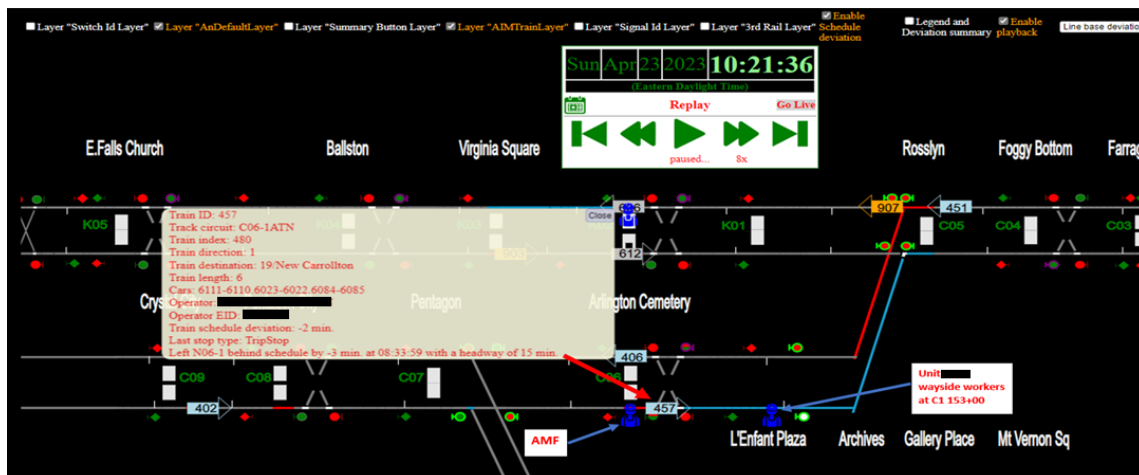 Layer "Switch Id Layer" Layer "AnDefaultLayer" Layer "Summary Button Layer" Layer "AIMTrainLayer" Layer "Signal Id Layer" Layer "3rd Rail Layer" Enable Schedule deviation Legend and Deviation summary Enable playback Line base deviatio
Sun Apr 23 2023 10:21:36
(Eastern Daylight Time)
Replay Go Live
paused... 8x
E.Falls Church Ballston Virginia Square Rosslyn Foggy Bottom Farrag
907 451
K05 K01 C05 C04 C03
Close
903 612
Train ID: 457
Track circuit: C06-1ATN
Train index: 480
Train direction: 1
Train destination: 19/New Carrollton
Train length: 6
Cars: 6111-6110.6023-6022.6084-6085
Operator:
Operator EID:
Train schedule deviation: -2 min.
Last stop type: TripStop
Left N06-1 behind schedule by -3 min. at 08:33:59 with a headway of 15 min.
Pentagon Arlington Cemetery
406
C09 C08 C07 C06
402 457
Unit
wayside workers
at C1 153+00
AMF
L'Enfant Plaza Archives Gallery Place Mt Vernon Sq